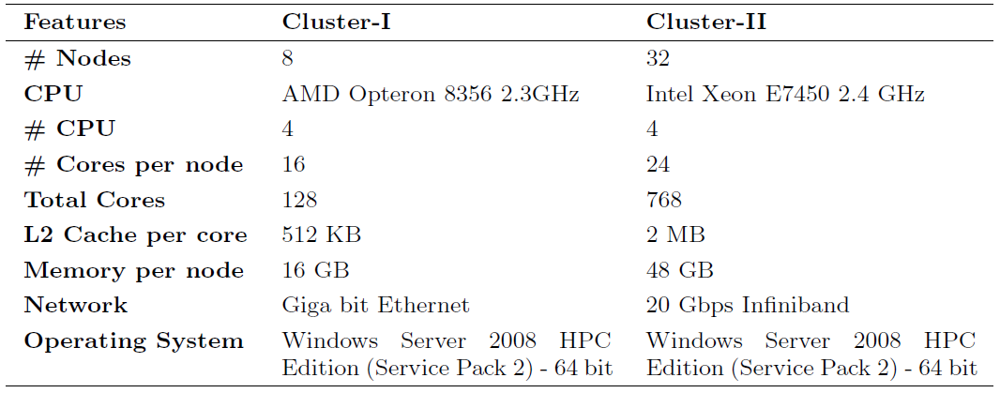 Features Cluster-I Cluster-II
# Nodes 8 32
CPU AMD Opteron 8356 2.3GHz Intel Xeon E7450 2.4 GHz
# CPU 4 4
# Cores per node 16 24
Total Cores 128 768
L2 Cache per core 512 KB 2 MB
Memory per node 16 GB 48 GB
Network Giga bit Ethernet 20 Gbps Infiniband
Operating System Windows Server 2008 HPC Windows Server 2008 HPC
Edition (Service Pack 2) - 64 bit Edition (Service Pack 2) - 64 bit